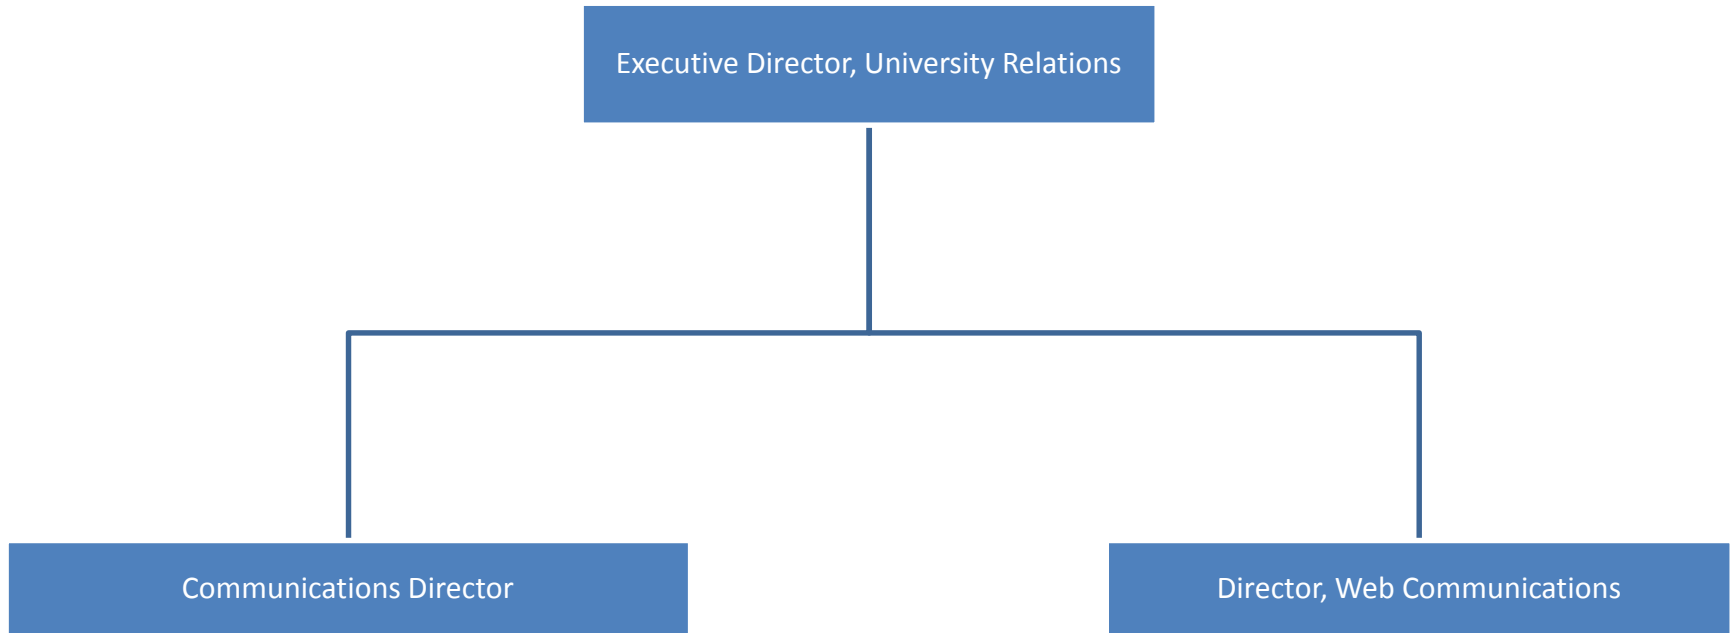 Executive Director, University Relations
Communications Director
Director, Web Communications